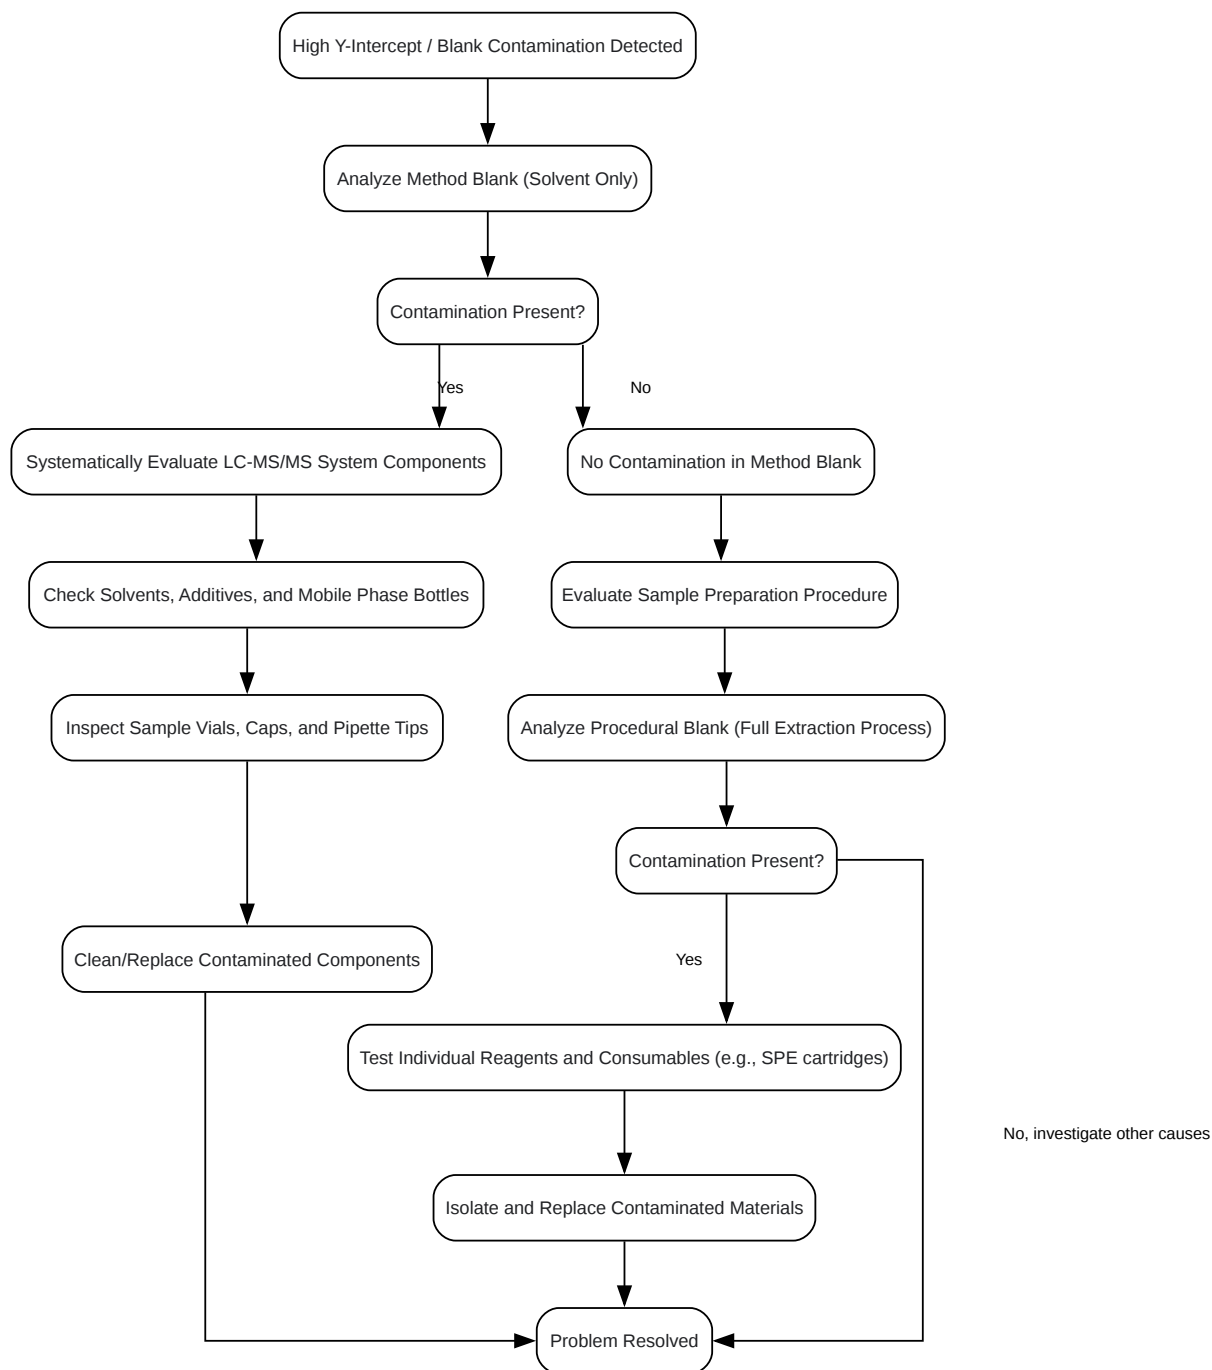 High Y-Intercept / Blank Contamination Detected
Analyze Method Blank (Solvent Only)
Contamination Present?
Yes
No
Systematically Evaluate LC-MS/MS System Components
No Contamination in Method Blank
Check Solvents, Additives, and Mobile Phase Bottles
Evaluate Sample Preparation Procedure
Inspect Sample Vials, Caps, and Pipette Tips
Analyze Procedural Blank (Full Extraction Process)
Contamination Present?
Clean/Replace Contaminated Components
Yes
Test Individual Reagents and Consumables (e.g., SPE cartridges)
No, investigate other causes
Isolate and Replace Contaminated Materials
Problem Resolved